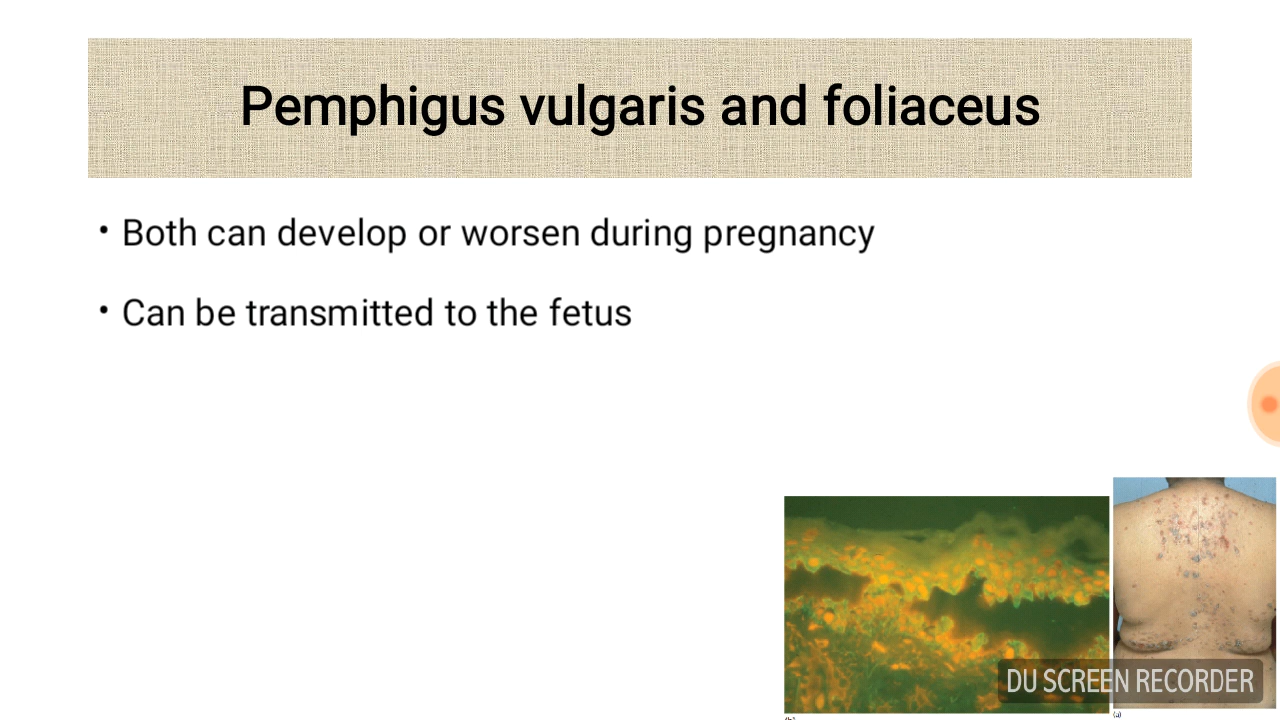 Pemphigus vulgaris and foliaceus
• Both can develop or worsen during pregnancy
• Can be transmitted to the fetus
DU SCREEN RECORDER
(a)